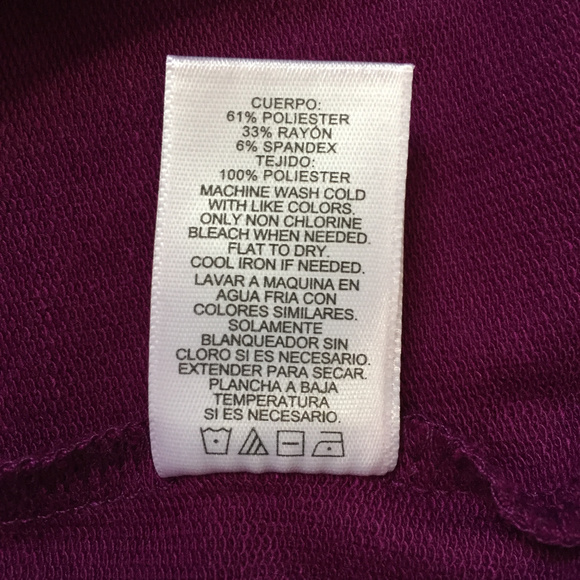 CUERPO:
61% POLIESTER
33% RAYÓN
6% SPANDEX
TEJIDO:
100% POLIESTER
MACHINE WASH COLD
WITH LIKE COLORS.
ONLY NON CHLORINE
BLEACH WHEN NEEDED.
FLAT TO DRY.
COOL IRON IF NEEDED.
LAVAR A MAQUINA EN
AGUA FRIA CON
COLORES SIMILARES.
SOLAMENTE
BLANQUEADOR SIN
CLORO SI ES NECESARIO.
EXTENDER PARA SECAR.
PLANCHA A BAJA
TEMPERATURA
SI ES NECESARIO.